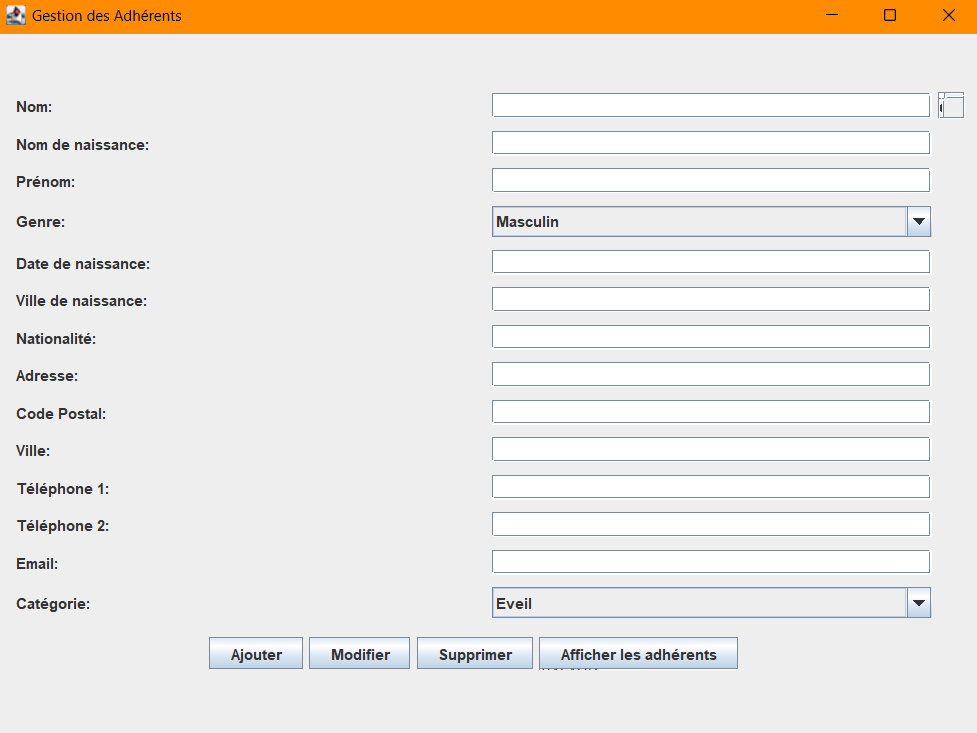 Gestion des Adhérents
Nom:
Nom de naissance:
Prénom:
Genre: Masculin
Date de naissance:
Ville de naissance:
Nationalité:
Adresse:
Code Postal:
Ville:
Téléphone 1:
Téléphone 2:
Email:
Catégorie: Eveil
Ajouter Modifier Supprimer Afficher les adhérents